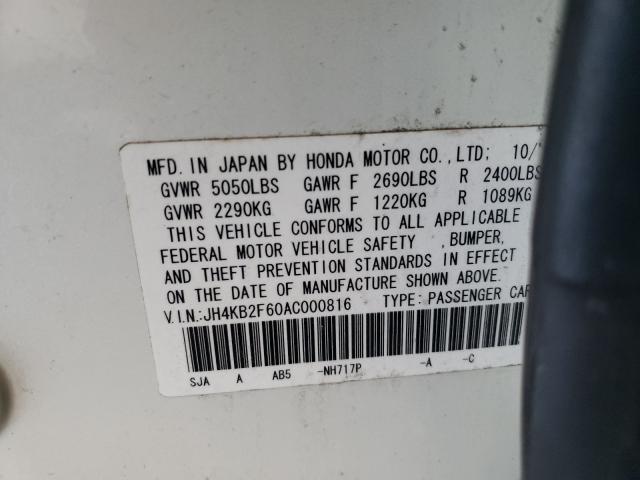 MFD. IN JAPAN BY HONDA MOTOR CO.,LTD; 10/
GVWR 5050LBS GAWR F 2690LBS R 2400LBS
GVWR 2290KG GAWR F 1220KG R 1089KG
THIS VEHICLE CONFORMS TO ALL APPLICABLE
FEDERAL MOTOR VEHICLE SAFETY ,BUMPER,
AND THEFT PREVENTION STANDARDS IN EFFECT
ON THE DATE OF MANUFACTURE SHOWN ABOVE.
V.I.N.:JH4KB2F60AC000816 TYPE: PASSENGER CAR
SJA A AB5 -NH717P -A -C